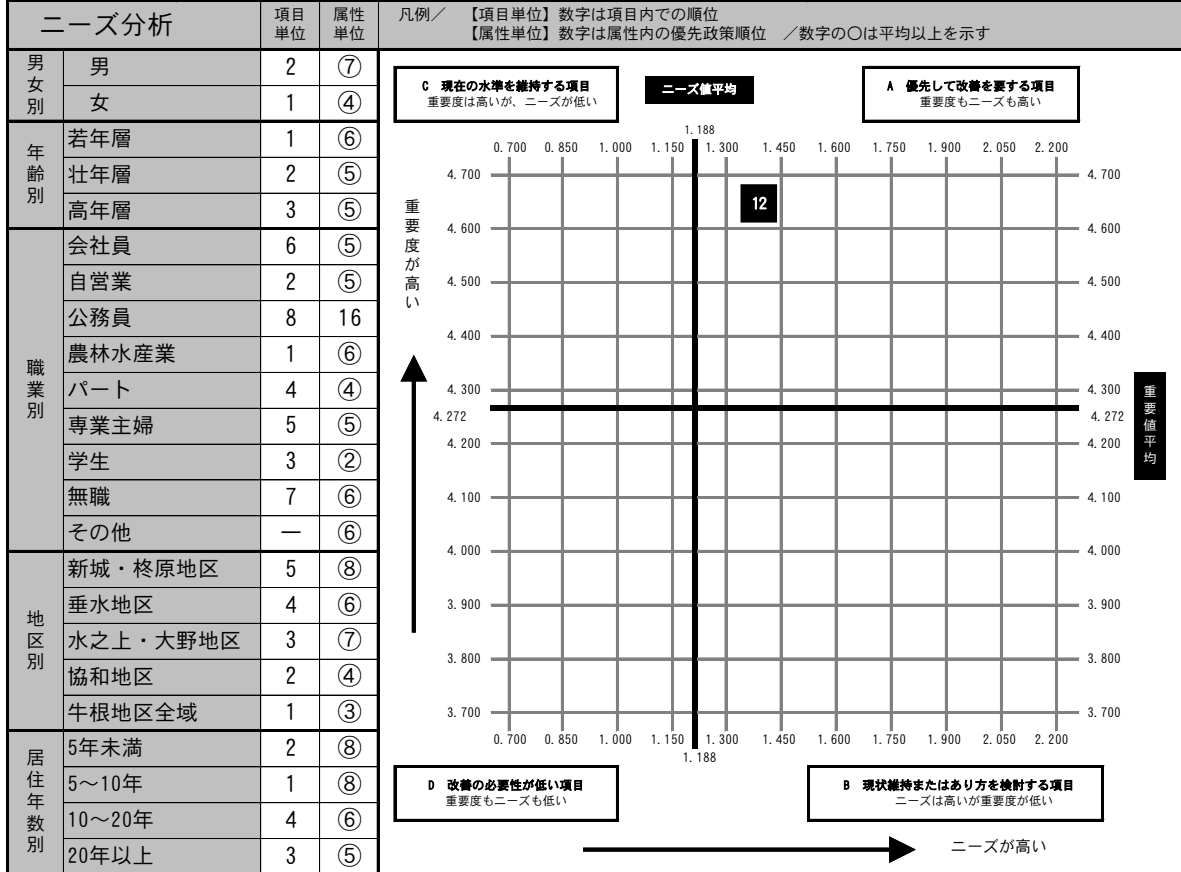 ニーズ分析 項目単位 属性単位
凡例／ 【項目単位】数字は項目内での順位
【属性単位】数字は属性内の優先政策順位 ／数字の○は平均以上を示す
男女別
男 2 ⑦
女 1 ④
年齢別
若年層 1 ⑥
壮年層 2 ⑤
高年層 3 ⑤
職業別
会社員 6 ⑤
自営業 2 ⑤
公務員 8 16
農林水産業 1 ⑥
パート 4 ④
専業主婦 5 ⑤
学生 3 ②
無職 7 ⑥
その他 — ⑥
地区別
新城・柊原地区 5 ⑧
垂水地区 4 ⑥
水之上・大野地区 3 ⑦
協和地区 2 ④
牛根地区全域 1 ③
居住年数別
5年未満 2 ⑧
5～10年 1 ⑧
10～20年 4 ⑥
20年以上 3 ⑤
C 現在の水準を維持する項目
重要度は高いが、ニーズが低い
ニーズ値平均
A 優先して改善を要する項目
重要度もニーズも高い
1.188
0.700 0.850 1.000 1.150 1.300 1.450 1.600 1.750 1.900 2.050 2.200
重要度が高い
4.700 4.700
12
4.600 4.600
4.500 4.500
4.400 4.400
4.300 4.300
4.272 4.272
重要値平均
4.200 4.200
4.100 4.100
4.000 4.000
3.900 3.900
3.800 3.800
3.700 3.700
0.700 0.850 1.000 1.150 1.300 1.450 1.600 1.750 1.900 2.050 2.200
1.188
D 改善の必要性が低い項目
重要度もニーズも低い
B 現状維持またはあり方を検討する項目
ニーズは高いが重要度が低い
ニーズが高い